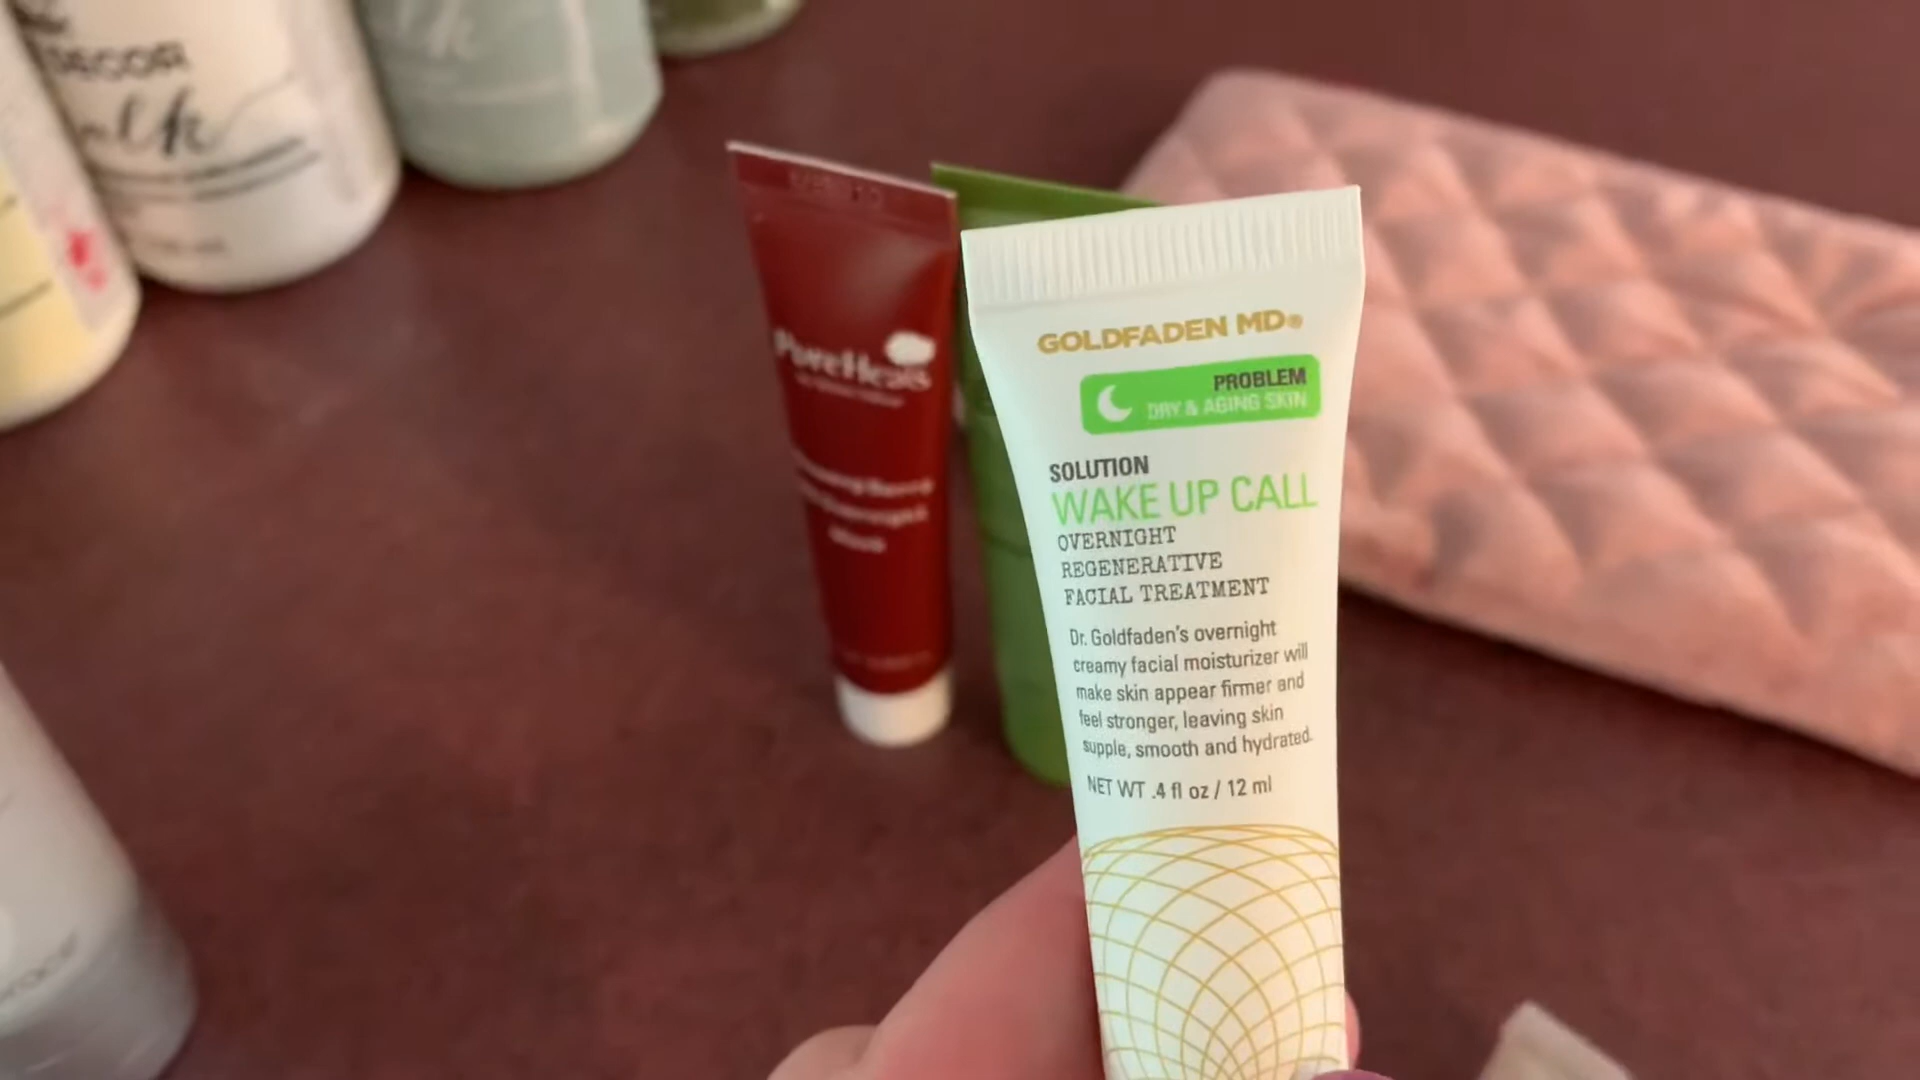 DECOR
PureHeals
GOLDFADEN MD®
PROBLEM
DRY & AGING SKIN
SOLUTION
WAKE UP CALL
OVERNIGHT
REGENERATIVE
FACIAL TREATMENT
Dr. Goldfaden's overnight
creamy facial moisturizer will
make skin appear firmer and
feel stronger, leaving skin
supple, smooth and hydrated.
NET WT .4 fl oz / 12 ml